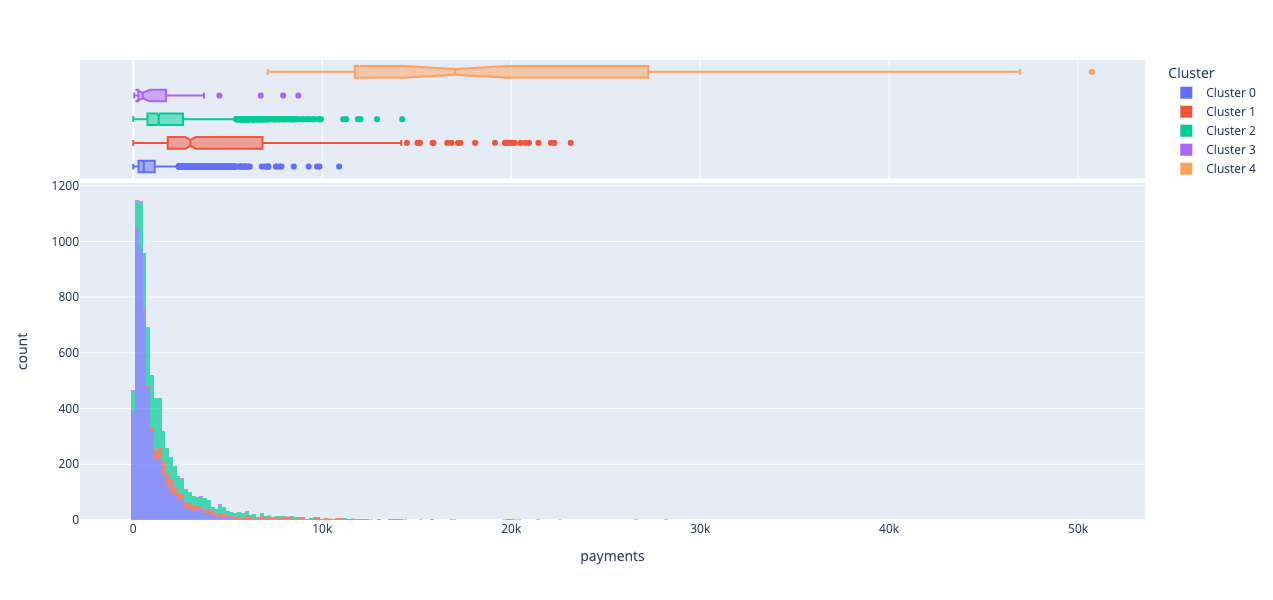 Cluster
Cluster 0
Cluster 1
Cluster 2
Cluster 3
Cluster 4
1200
1000
800
600
400
200
0
count
0 10k 20k 30k 40k 50k
payments